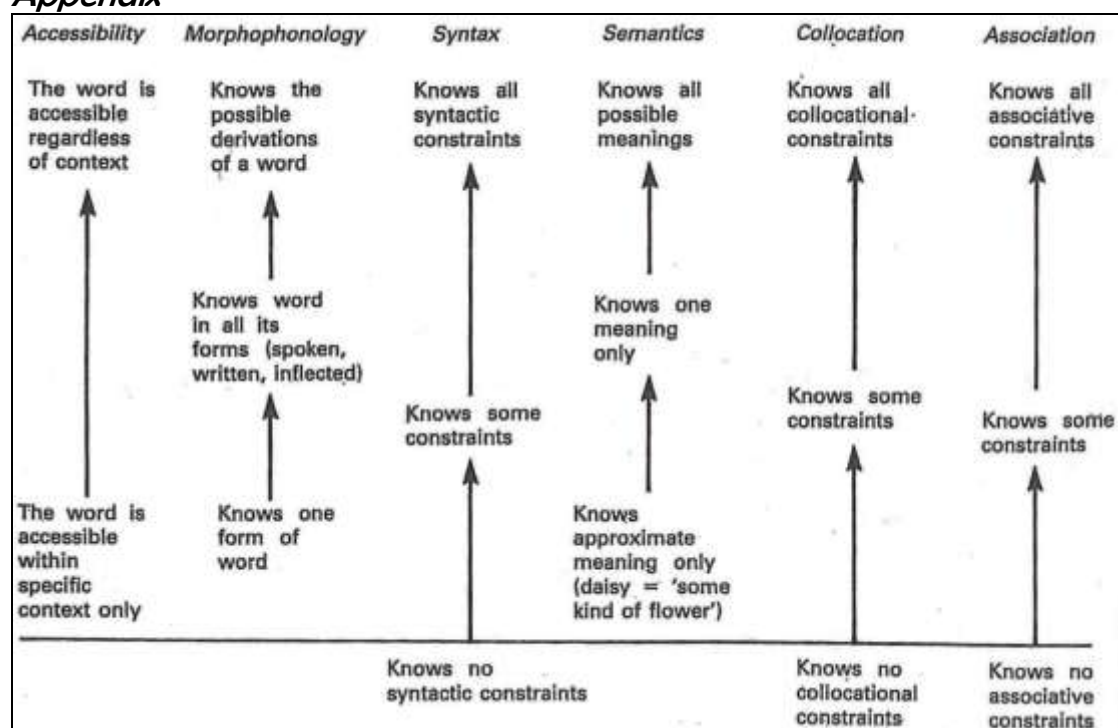 Appendix
Accessibility Morphophonology Syntax Semantics Collocation Association
The word is
accessible
regardless
of context
Knows the
possible
derivations
of a word
Knows all
syntactic
constraints
Knows all
possible
meanings
Knows all
collocational·
constraints
Knows all
associative
constraints
Knows word
in all its
forms (spoken,
written, inflected)
Knows one
meaning
only
Knows some
constraints
Knows some
constraints
Knows some
constraints
The word is
accessible
within
specific
context only
Knows one
form of
word
Knows
approximate
meaning only
(daisy = 'some
kind of flower')
Knows no
syntactic constraints
Knows no
collocational
constraints
Knows no
associative
constraints